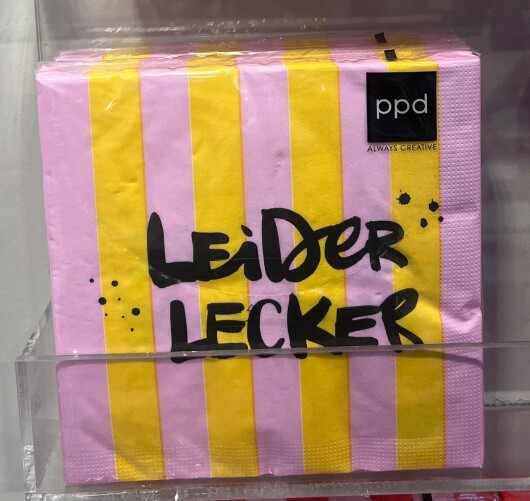 ppd
ALWAYS CREATIVE
LEiDeR
LECKER